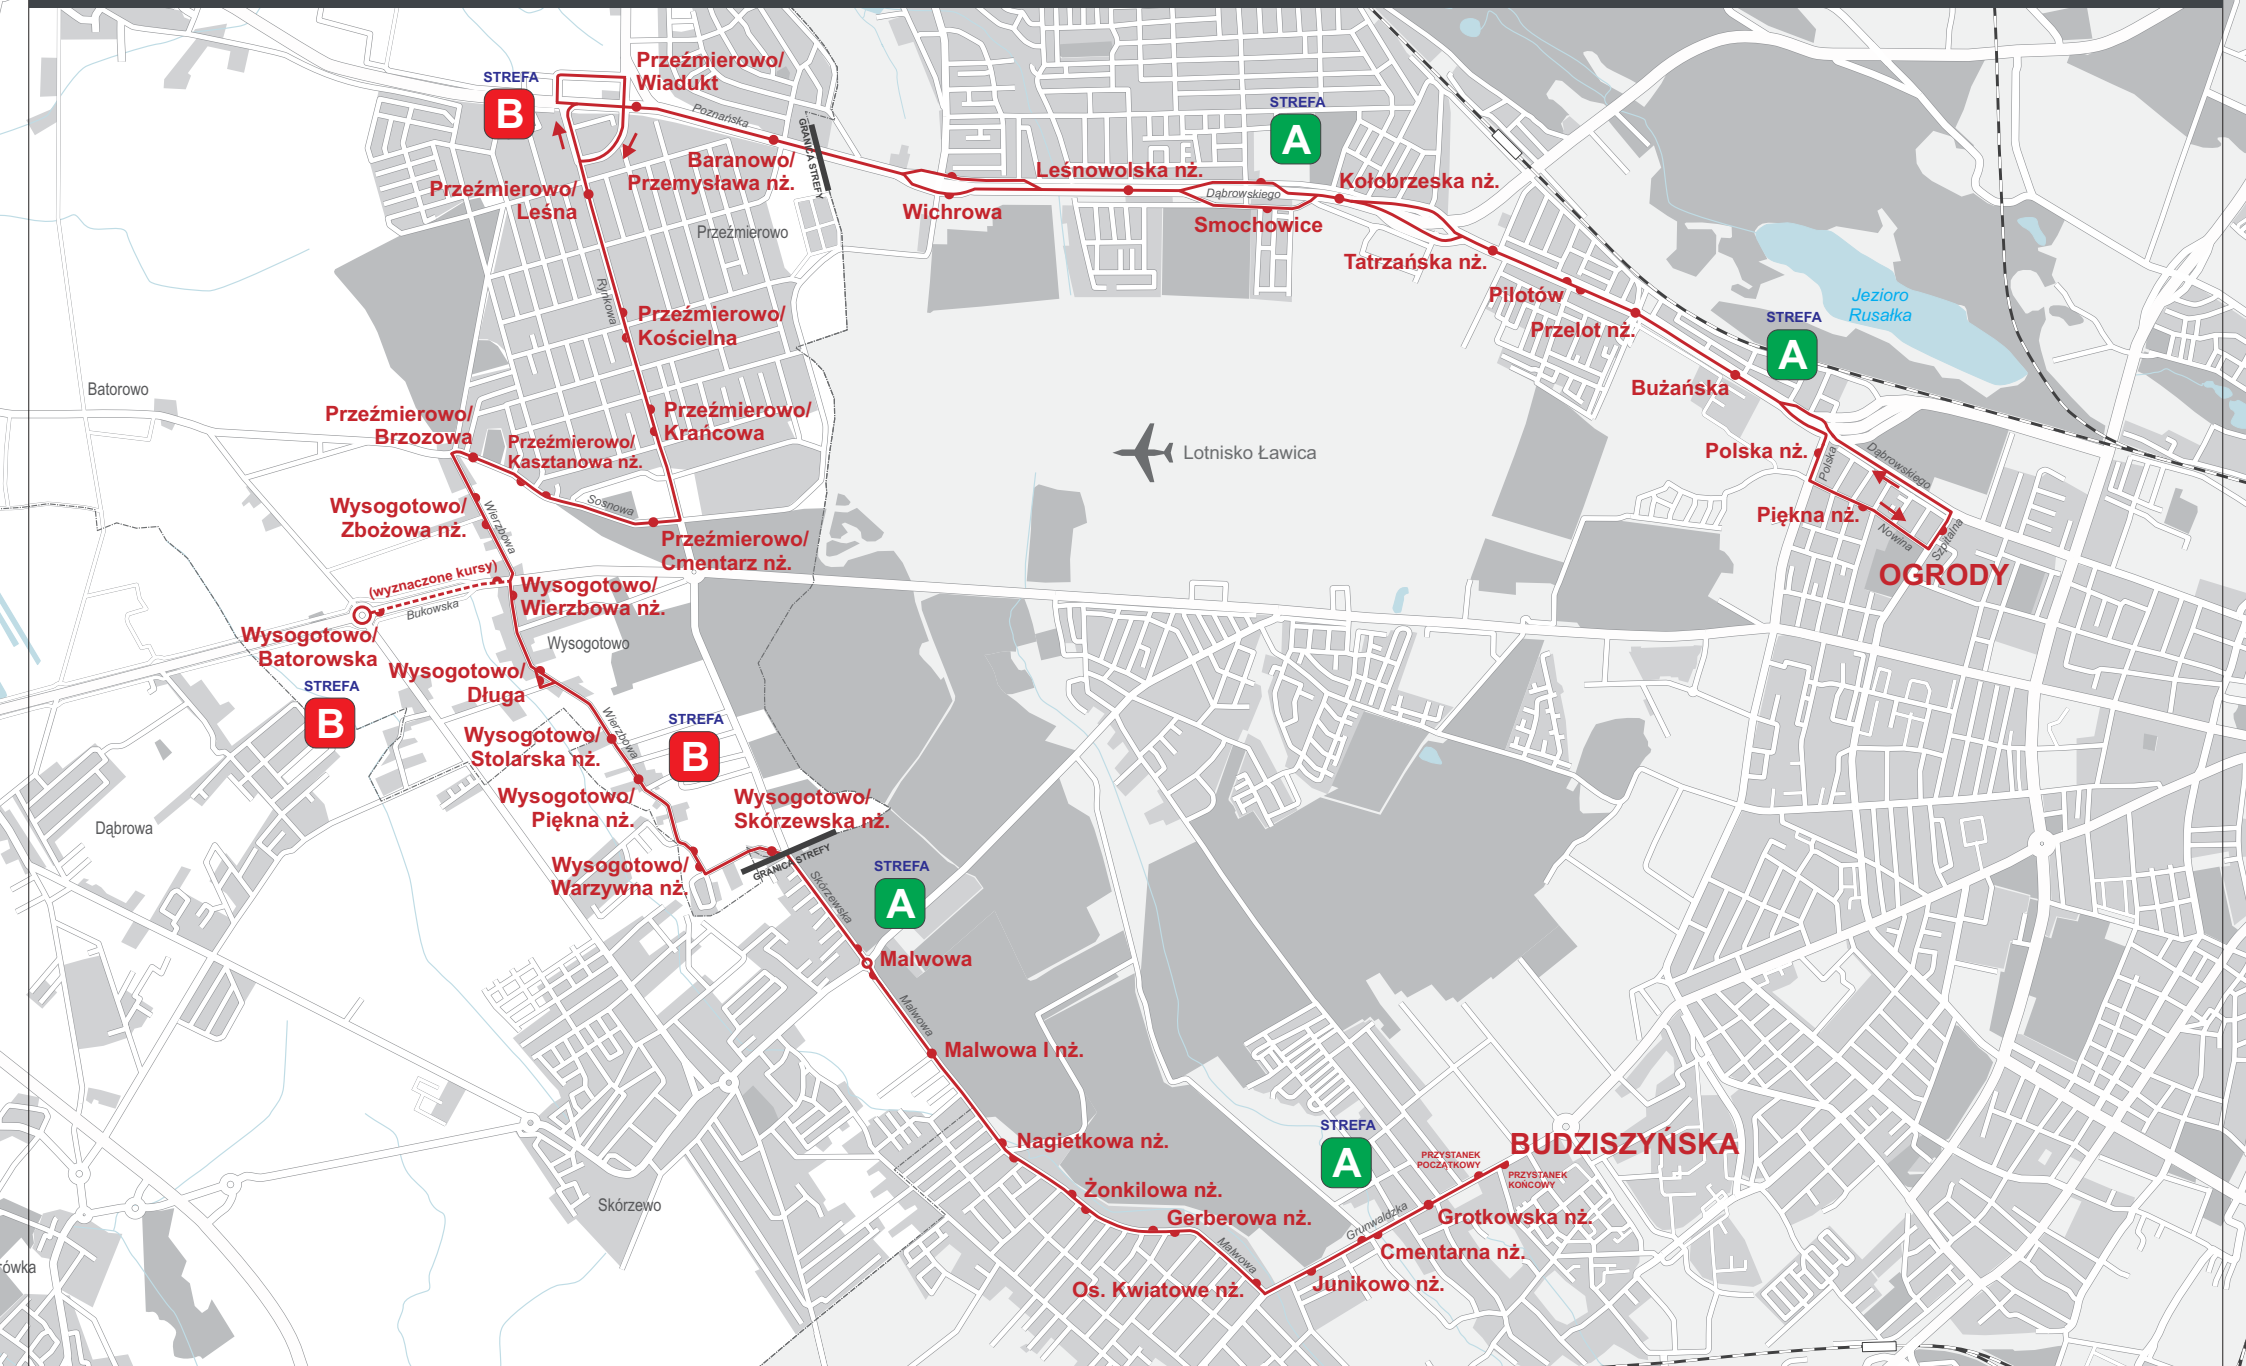 Przeźmierowo/
Wiadukt
STREFA
B
Poznańska
GRANICA STREFY
STREFA
A
Baranowo/
Przemysława nż.
Leśnowolska nż.
Kołobrzeska nż.
Przeźmierowo/
Leśna
Wichrowa
Dąbrowskiego
Smochowice
Przeźmierowo
Tatrzańska nż.
Pilotów
Jezioro
Rusałka
Rynkowa
Przeźmierowo/
Kościelna
Przelot nż.
STREFA
A
Batorowo
Bużańska
Przeźmierowo/
Brzozowa
Przeźmierowo/
Krańcowa
Przeźmierowo/
Kasztanowa nż.
Lotnisko Ławica
Polska nż.
Polska
Dąbrowskiego
Wysogotowo/
Zbożowa nż.
Wierzbowa
Sosnowa
Piękna nż.
Nowina
Szpitalna
Przeźmierowo/
Cmentarz nż.
OGRODY
(wyznaczone kursy)
Bukowska
Wysogotowo/
Wierzbowa nż.
Wysogotowo/
Batorowska
Wysogotowo
Wysogotowo/
Długa
STREFA
B
Wierzbowa
STREFA
B
Wysogotowo/
Stolarska nż.
Wysogotowo/
Piękna nż.
Wysogotowo/
Skórzewska nż.
Dąbrowa
GRANICA STREFY
Wysogotowo/
Warzywna nż.
STREFA
A
Skórzewska
Malwowa
Malwowa
Malwowa I nż.
Nagietkowa nż.
STREFA
A
BUDZISZYŃSKA
PRZYSTANEK
POCZĄTKOWY
PRZYSTANEK
KOŃCOWY
Żonkilowa nż.
Skórzewo
Gerberowa nż.
Grunwaldzka
Grotkowska nż.
Malwowa
Cmentarna nż.
Os. Kwiatowe nż.
Junikowo nż.
rówka